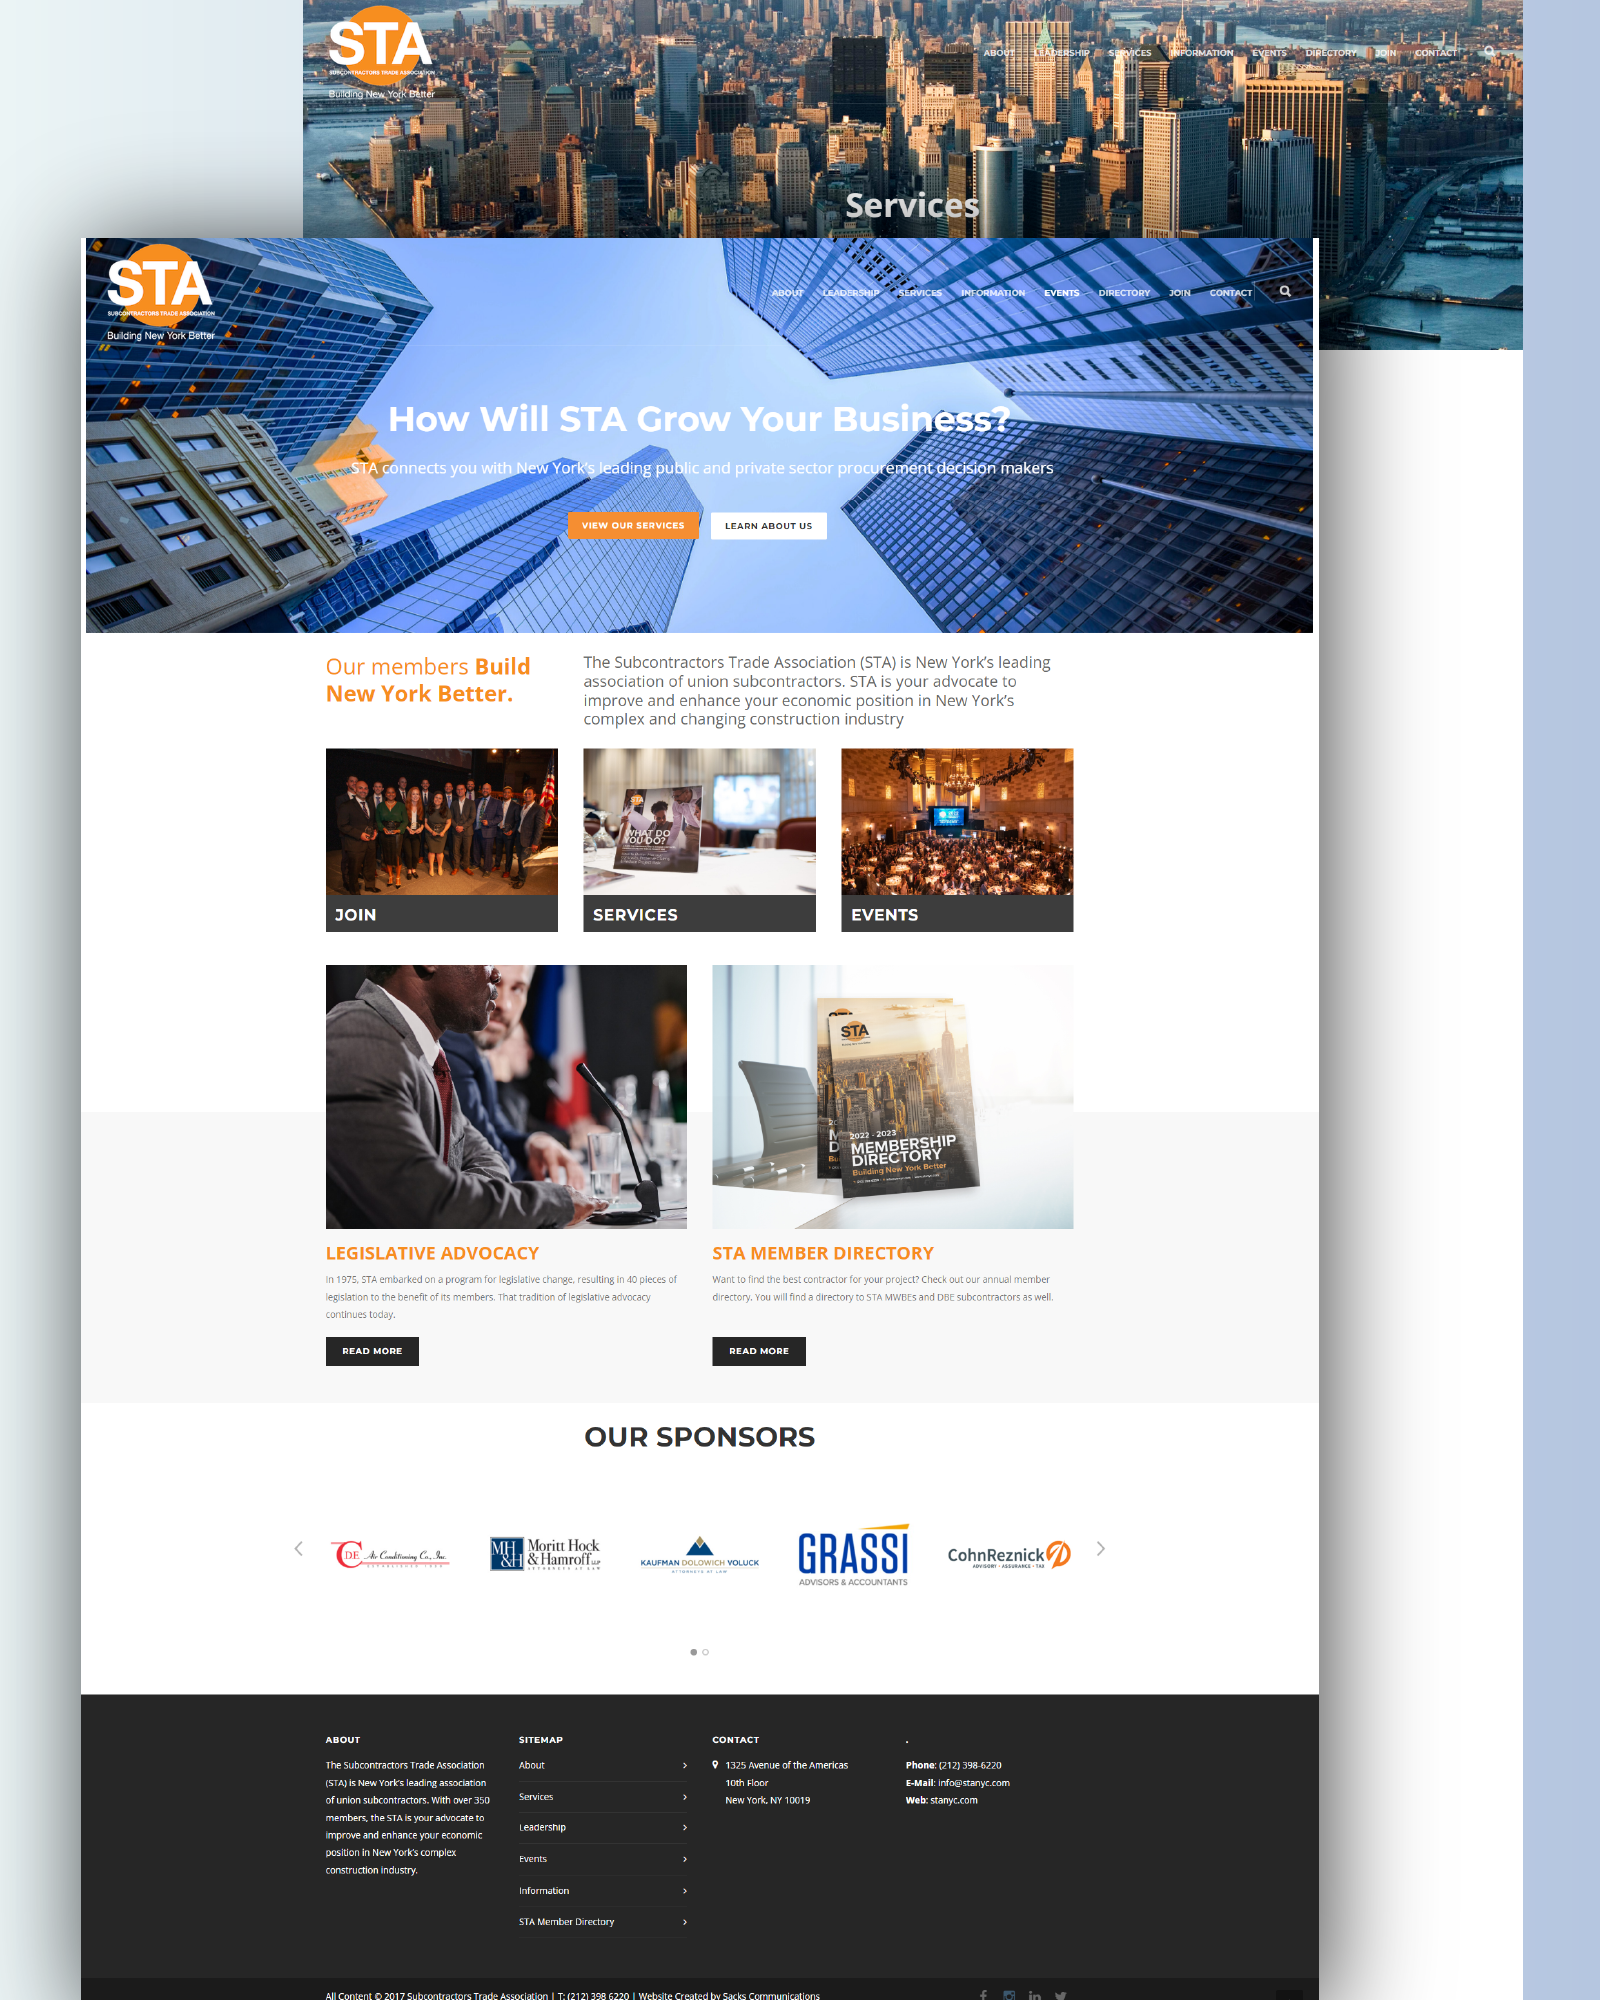 STA
SUBCONTRACTORS TRADE ASSOCIATION
Building New York Better
ABOUT LEADERSHIP SERVICES INFORMATION EVENTS DIRECTORY JOIN CONTACT
Services
STA
SUBCONTRACTORS TRADE ASSOCIATION
Building New York Better
ABOUT LEADERSHIP SERVICES INFORMATION EVENTS DIRECTORY JOIN CONTACT
How Will STA Grow Your Business?
STA connects you with New York's leading public and private sector procurement decision makers
VIEW OUR SERVICES
LEARN ABOUT US
Our members Build
New York Better.
The Subcontractors Trade Association (STA) is New York's leading
association of union subcontractors. STA is your advocate to
improve and enhance your economic position in New York's
complex and changing construction industry
STA
WHAT DO
YOU DO?
JOIN
SERVICES
EVENTS
STA
2022 - 2023
MEMBERSHIP
DIRECTORY
Building New York Better
LEGISLATIVE ADVOCACY
In 1975, STA embarked on a program for legislative change, resulting in 40 pieces of
legislation to the benefit of its members. That tradition of legislative advocacy
continues today.
READ MORE
STA MEMBER DIRECTORY
Want to find the best contractor for your project? Check out our annual member
directory. You will find a directory to STA MWBEs and DBE subcontractors as well.
READ MORE
OUR SPONSORS
CDE Air Conditioning Co., Inc.
MH&H
Moritt Hock
& Hamroff LLP
ATTORNEYS AT LAW
KAUFMAN DOLOWICH VOLUCK
ATTORNEYS AT LAW
GRASSI
ADVISORS & ACCOUNTANTS
CohnReznick
ADVISORY • ASSURANCE • TAX
ABOUT
The Subcontractors Trade Association
(STA) is New York's leading association
of union subcontractors. With over 350
members, the STA is your advocate to
improve and enhance your economic
position in New York's complex
construction industry.
SITEMAP
About
Services
Leadership
Events
Information
STA Member Directory
CONTACT
1325 Avenue of the Americas
10th Floor
New York, NY 10019
.
Phone: (212) 398-6220
E-Mail: info@stanyc.com
Web: stanyc.com
All Content © 2017 Subcontractors Trade Association | T: (212) 398 6220 | Website Created by Sacks Communications